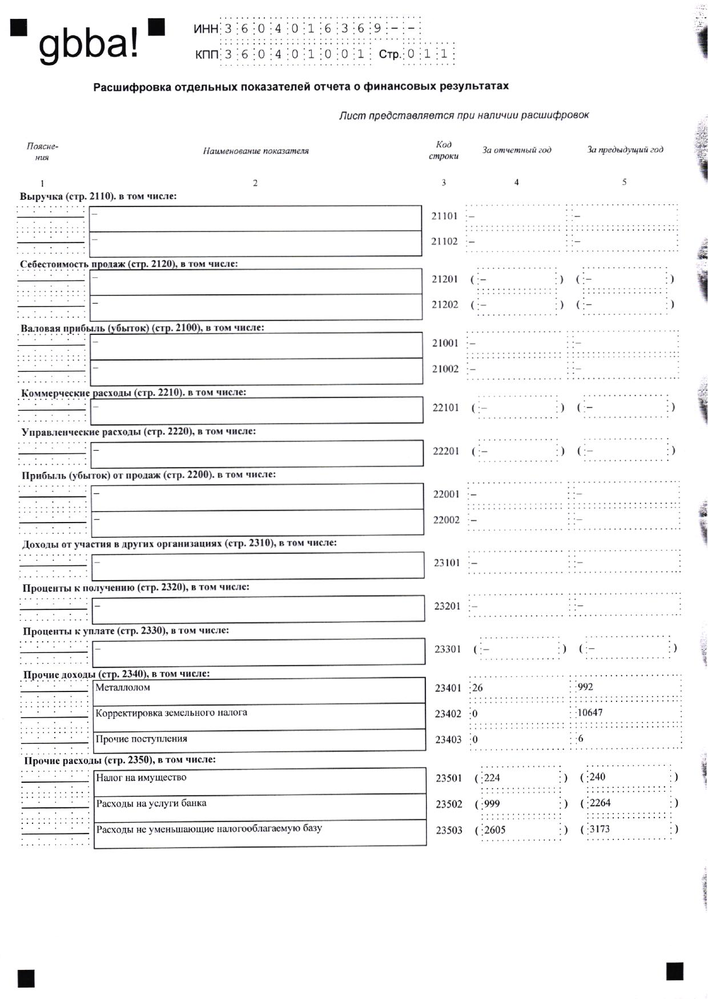 gbba!
ИНН 3604016369--
КПП 360401001 Стр. 011
Расшифровка отдельных показателей отчета о финансовых результатах
Лист представляется при наличии расшифровок
Поясне-
ния
Наименование показателя
Код
строки
За отчетный год
За предыдущий год
1 2 3 4 5
Выручка (стр. 2110). в том числе:
– 21101 – –
– 21102 – –
Себестоимость продаж (стр. 2120), в том числе:
– 21201 ( – ) ( – )
– 21202 ( – ) ( – )
Валовая прибыль (убыток) (стр. 2100), в том числе:
– 21001 – –
– 21002 – –
Коммерческие расходы (стр. 2210). в том числе:
– 22101 ( – ) ( – )
Управленческие расходы (стр. 2220), в том числе:
– 22201 ( – ) ( – )
Прибыль (убыток) от продаж (стр. 2200). в том числе:
– 22001 – –
– 22002 – –
Доходы от участия в других организациях (стр. 2310), в том числе:
– 23101 – –
Проценты к получению (стр. 2320), в том числе:
– 23201 – –
Проценты к уплате (стр. 2330), в том числе:
– 23301 ( – ) ( – )
Прочие доходы (стр. 2340), в том числе:
Металлолом 23401 26 992
Корректировка земельного налога 23402 0 10647
Прочие поступления 23403 0 6
Прочие расходы (стр. 2350), в том числе:
Налог на имущество 23501 ( 224 ) ( 240 )
Расходы на услуги банка 23502 ( 999 ) ( 2264 )
Расходы не уменьшающие налогооблагаемую базу 23503 ( 2605 ) ( 3173 )